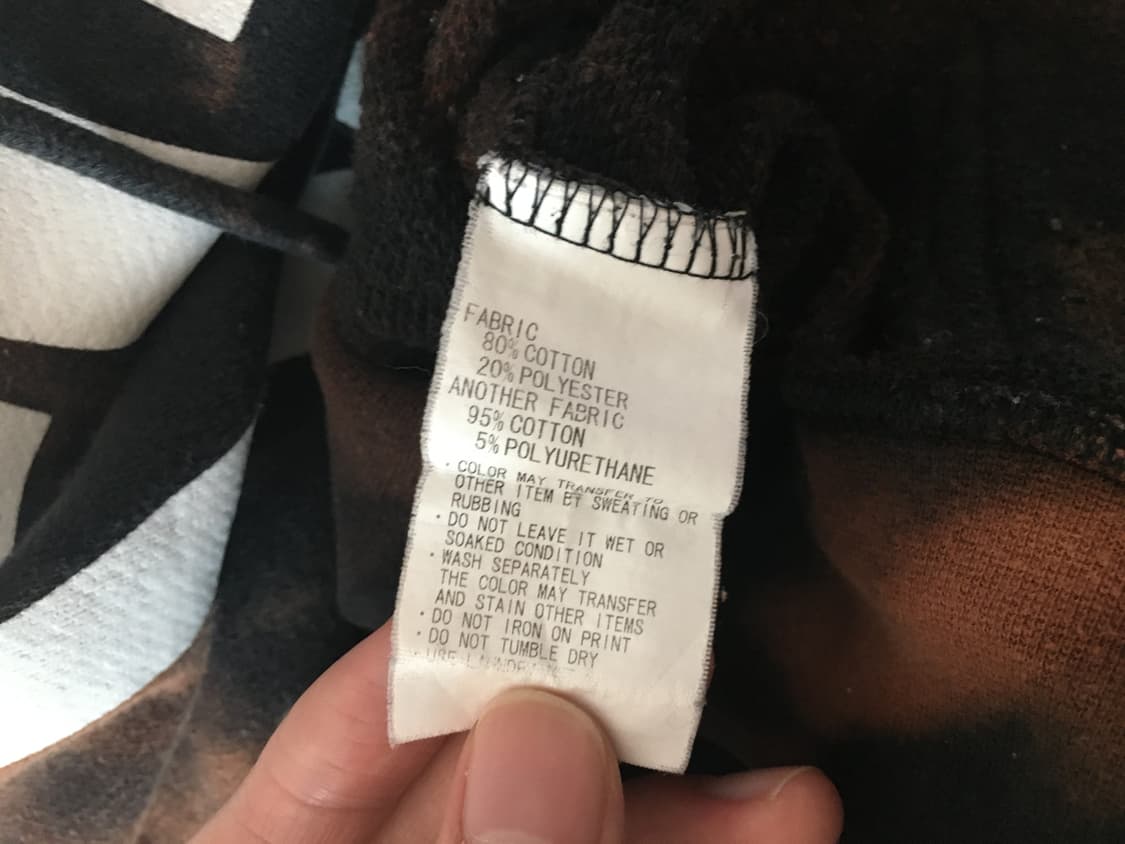 FABRIC
80% COTTON
20% POLYESTER
ANOTHER FABRIC
95% COTTON
5% POLYURETHANE
· COLOR MAY TRANSFER TO
OTHER ITEM BY SWEATING OR
RUBBING
· DO NOT LEAVE IT WET OR
SOAKED CONDITION
· WASH SEPARATELY
THE COLOR MAY TRANSFER
AND STAIN OTHER ITEMS
· DO NOT IRON ON PRINT
· DO NOT TUMBLE DRY
· USE